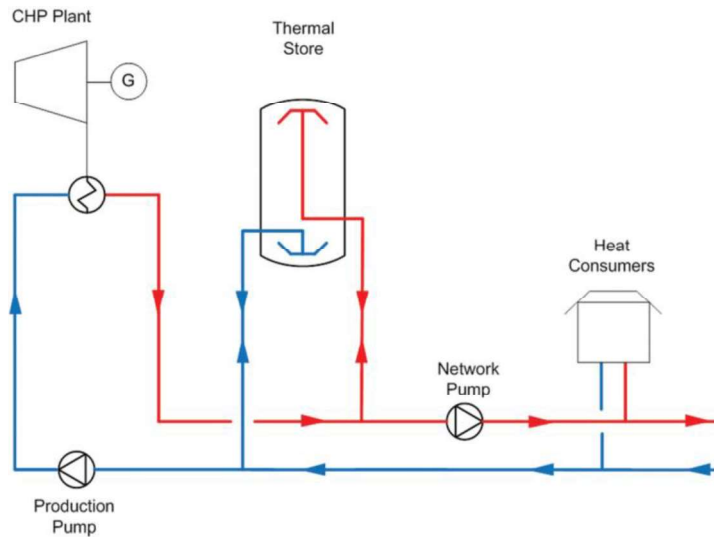 CHP Plant
Thermal
Store
G
Heat
Consumers
Network
Pump
Production
Pump